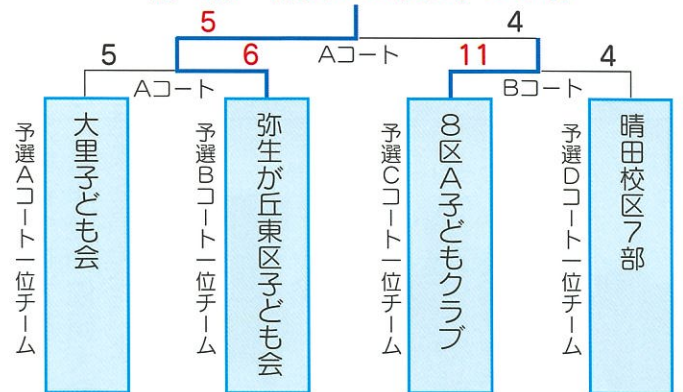 5
4
Aコート
5
6
11
4
Aコート
Bコート
予選Aコート一位チーム
大里子ども会
予選Bコート一位チーム
弥生が丘東区子ども会
予選Cコート一位チーム
8区A子どもクラブ
予選Dコート一位チーム
晴田校区7部